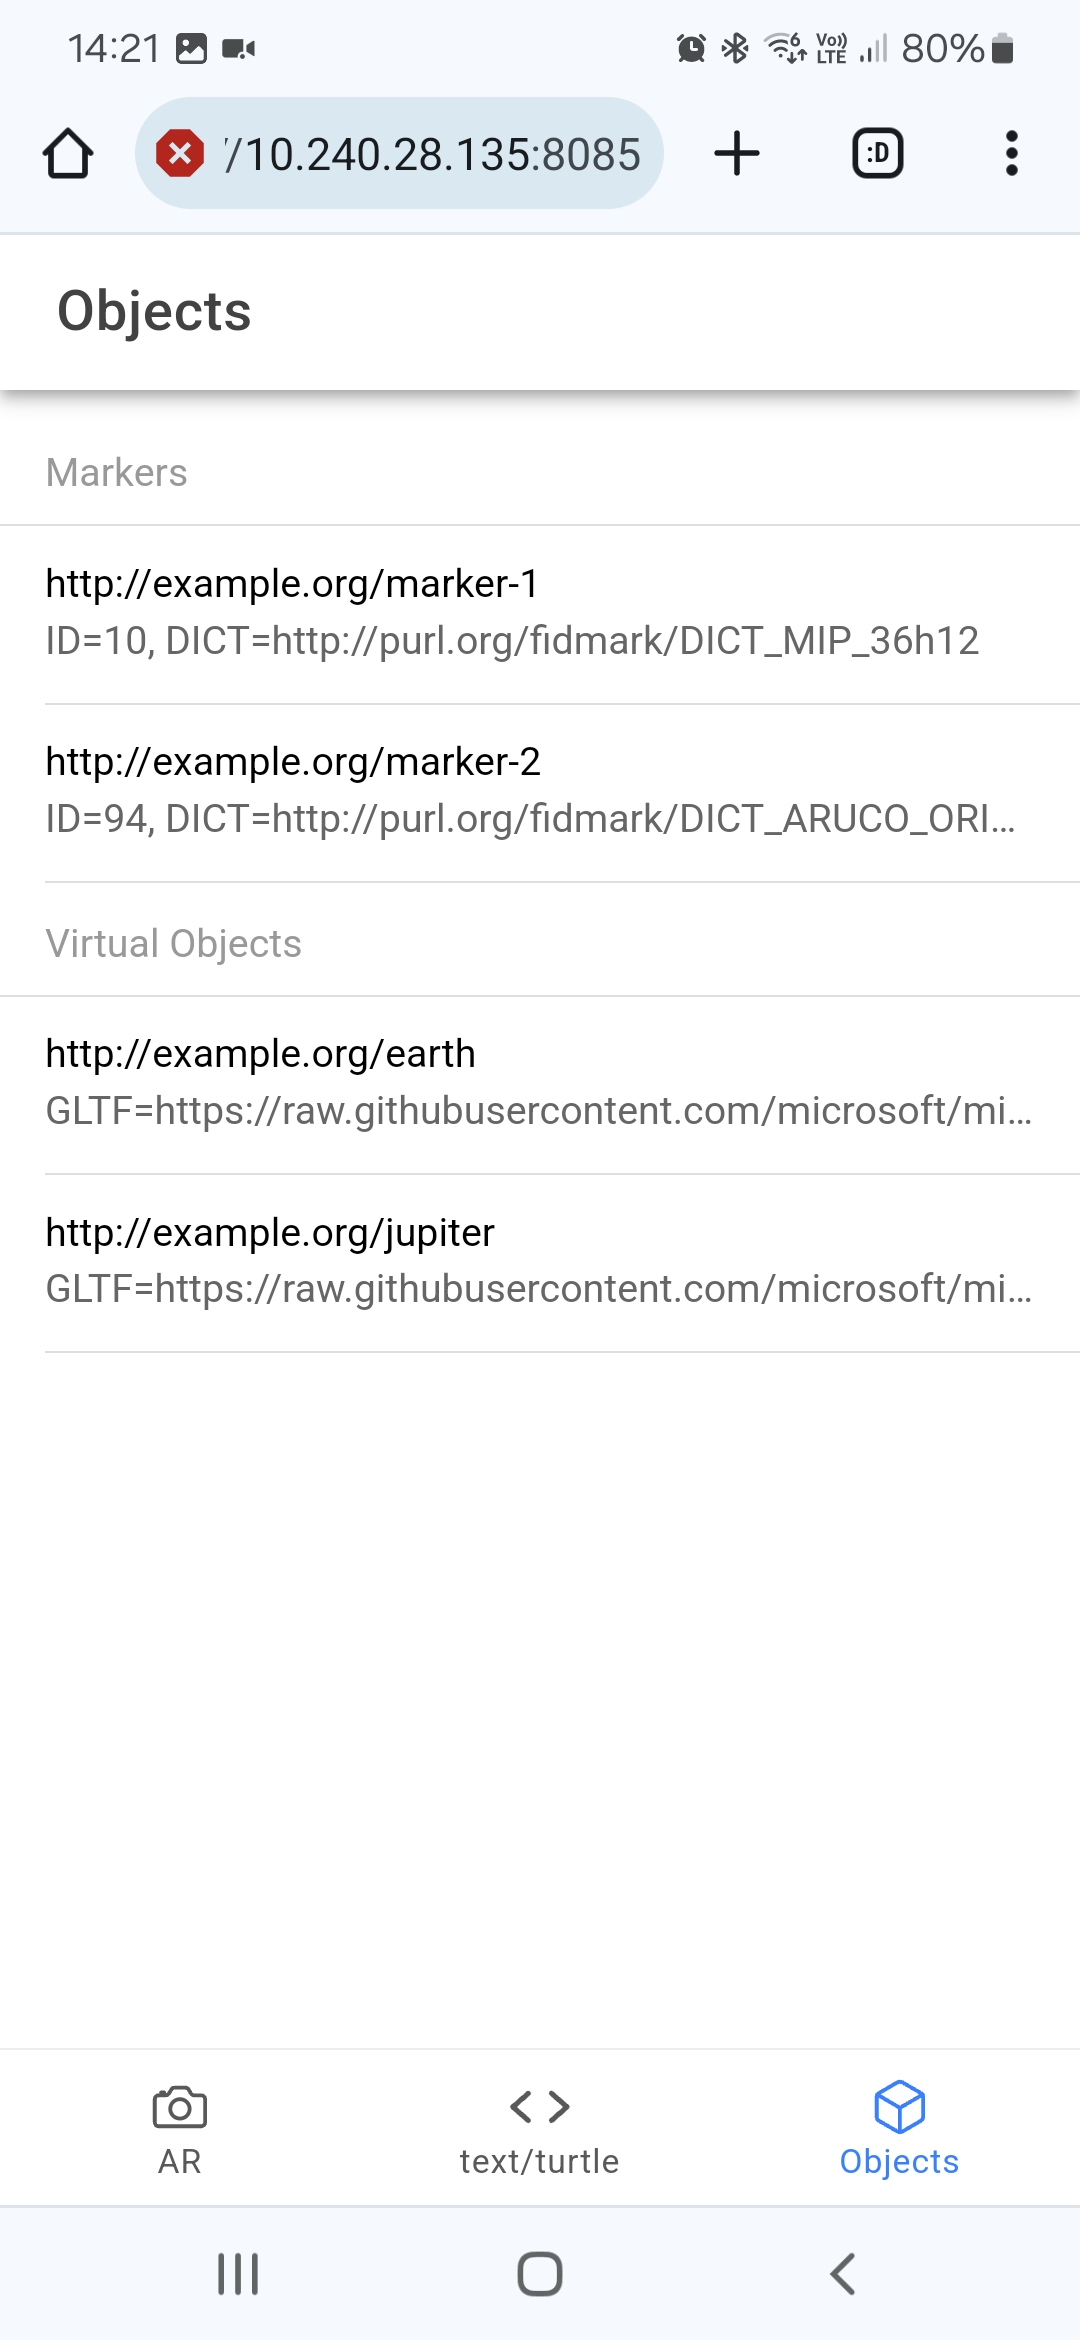 14:21
6
Vo))
LTE
80%
//10.240.28.135:8085
:D
Objects
Markers
http://example.org/marker-1
ID=10, DICT=http://purl.org/fidmark/DICT_MIP_36h12
http://example.org/marker-2
ID=94, DICT=http://purl.org/fidmark/DICT_ARUCO_ORI...
Virtual Objects
http://example.org/earth
GLTF=https://raw.githubusercontent.com/microsoft/mi...
http://example.org/jupiter
GLTF=https://raw.githubusercontent.com/microsoft/mi...
AR
text/turtle
Objects